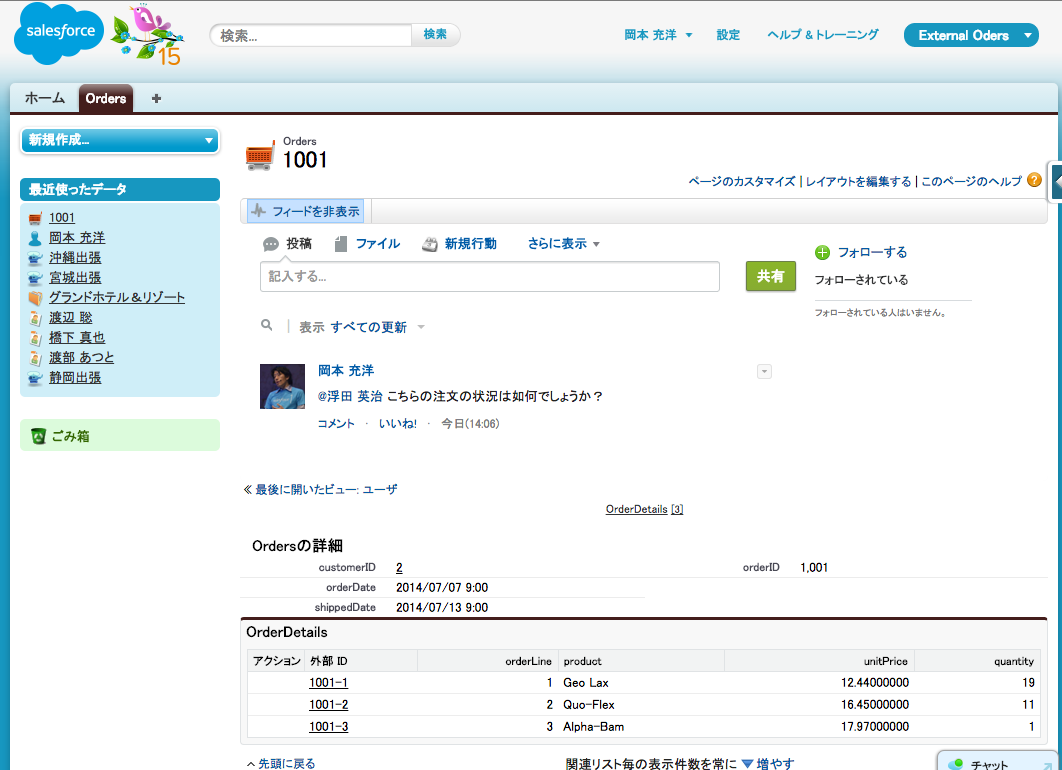 salesforce
15
検索...
検索
岡本 充洋
設定
ヘルプ & トレーニング
External Oders
ホーム
Orders
+
新規作成...
最近使ったデータ
1001
岡本 充洋
沖縄出張
宮城出張
グランドホテル＆リゾート
渡辺 聡
橋下 真也
渡部 あつと
静岡出張
ごみ箱
Orders
1001
ページのカスタマイズ | レイアウトを編集する | このページのヘルプ ?
フィードを非表示
投稿 ファイル 新規行動 さらに表示
記入する...
共有
フォローする
フォローされている
フォローされている人はいません。
表示 すべての更新
岡本 充洋
@浮田 英治 こちらの注文の状況は如何でしょうか？
コメント · いいね! · 今日(14:06)
≪ 最後に開いたビュー: ユーザ
OrderDetails [3]
Ordersの詳細
customerID 2 orderID 1,001
orderDate 2014/07/07 9:00
shippedDate 2014/07/13 9:00
OrderDetails
アクション 外部 ID orderLine product unitPrice quantity
1001-1 1 Geo Lax 12.44000000 19
1001-2 2 Quo-Flex 16.45000000 11
1001-3 3 Alpha-Bam 17.97000000 1
先頭に戻る 関連リスト毎の表示件数を常に ▼ 増やす
チャット